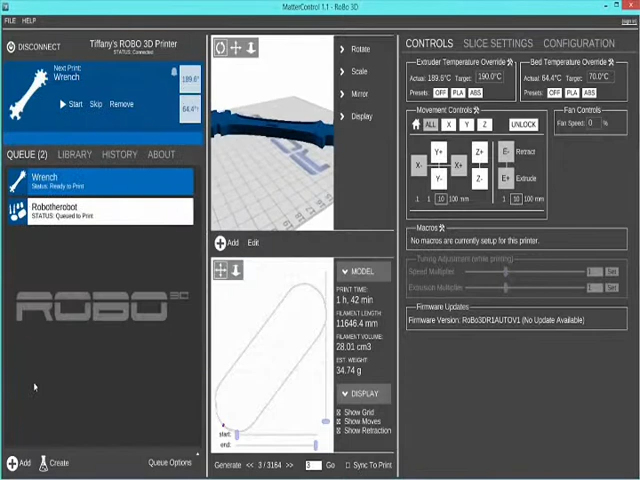 MatterControl 1.1 - RoBo 3D
FILE HELP
DISCONNECT
Tiffany's ROBO 3D Printer
STATUS: Connected
Next Print:
Wrench
189.6°
64.4°
Start Skip Remove
QUEUE (2) LIBRARY HISTORY ABOUT
Wrench
Status: Ready to Print
Robotherobot
STATUS: Queued to Print
ROBO 3D
Add Create Queue Options
Rotate
Scale
Mirror
Display
Add Edit
MODEL
PRINT TIME:
1 h, 42 min
FILAMENT LENGTH:
11646.4 mm
FILAMENT VOLUME:
28.01 cm3
EST. WEIGHT
34.74 g
DISPLAY
Show Grid
Show Moves
Show Retraction
start:
end:
Generate << 3 / 3164 >> 3 Go Sync To Print
CONTROLS SLICE SETTINGS CONFIGURATION
Extruder Temperature Override
Actual: 189.6°C Target: 190.0°C
Presets: OFF PLA ABS
Bed Temperature Override
Actual: 64.4°C Target: 70.0°C
Presets: OFF PLA ABS
Movement Controls
ALL X Y Z UNLOCK
Y+ Z+ E- Retract
X- X+
Y- Z- E+ Extrude
.1 1 10 100 mm 1 10 100 mm
Fan Controls
Fan Speed: 0 %
Macros
No macros are currently setup for this printer.
Tuning Adjustment (while printing)
Speed Multiplier 1 Set
Extrusion Multiplier 1 Set
Firmware Updates
Firmware Version: RoBo3DR1AUTOV1 (No Update Available)